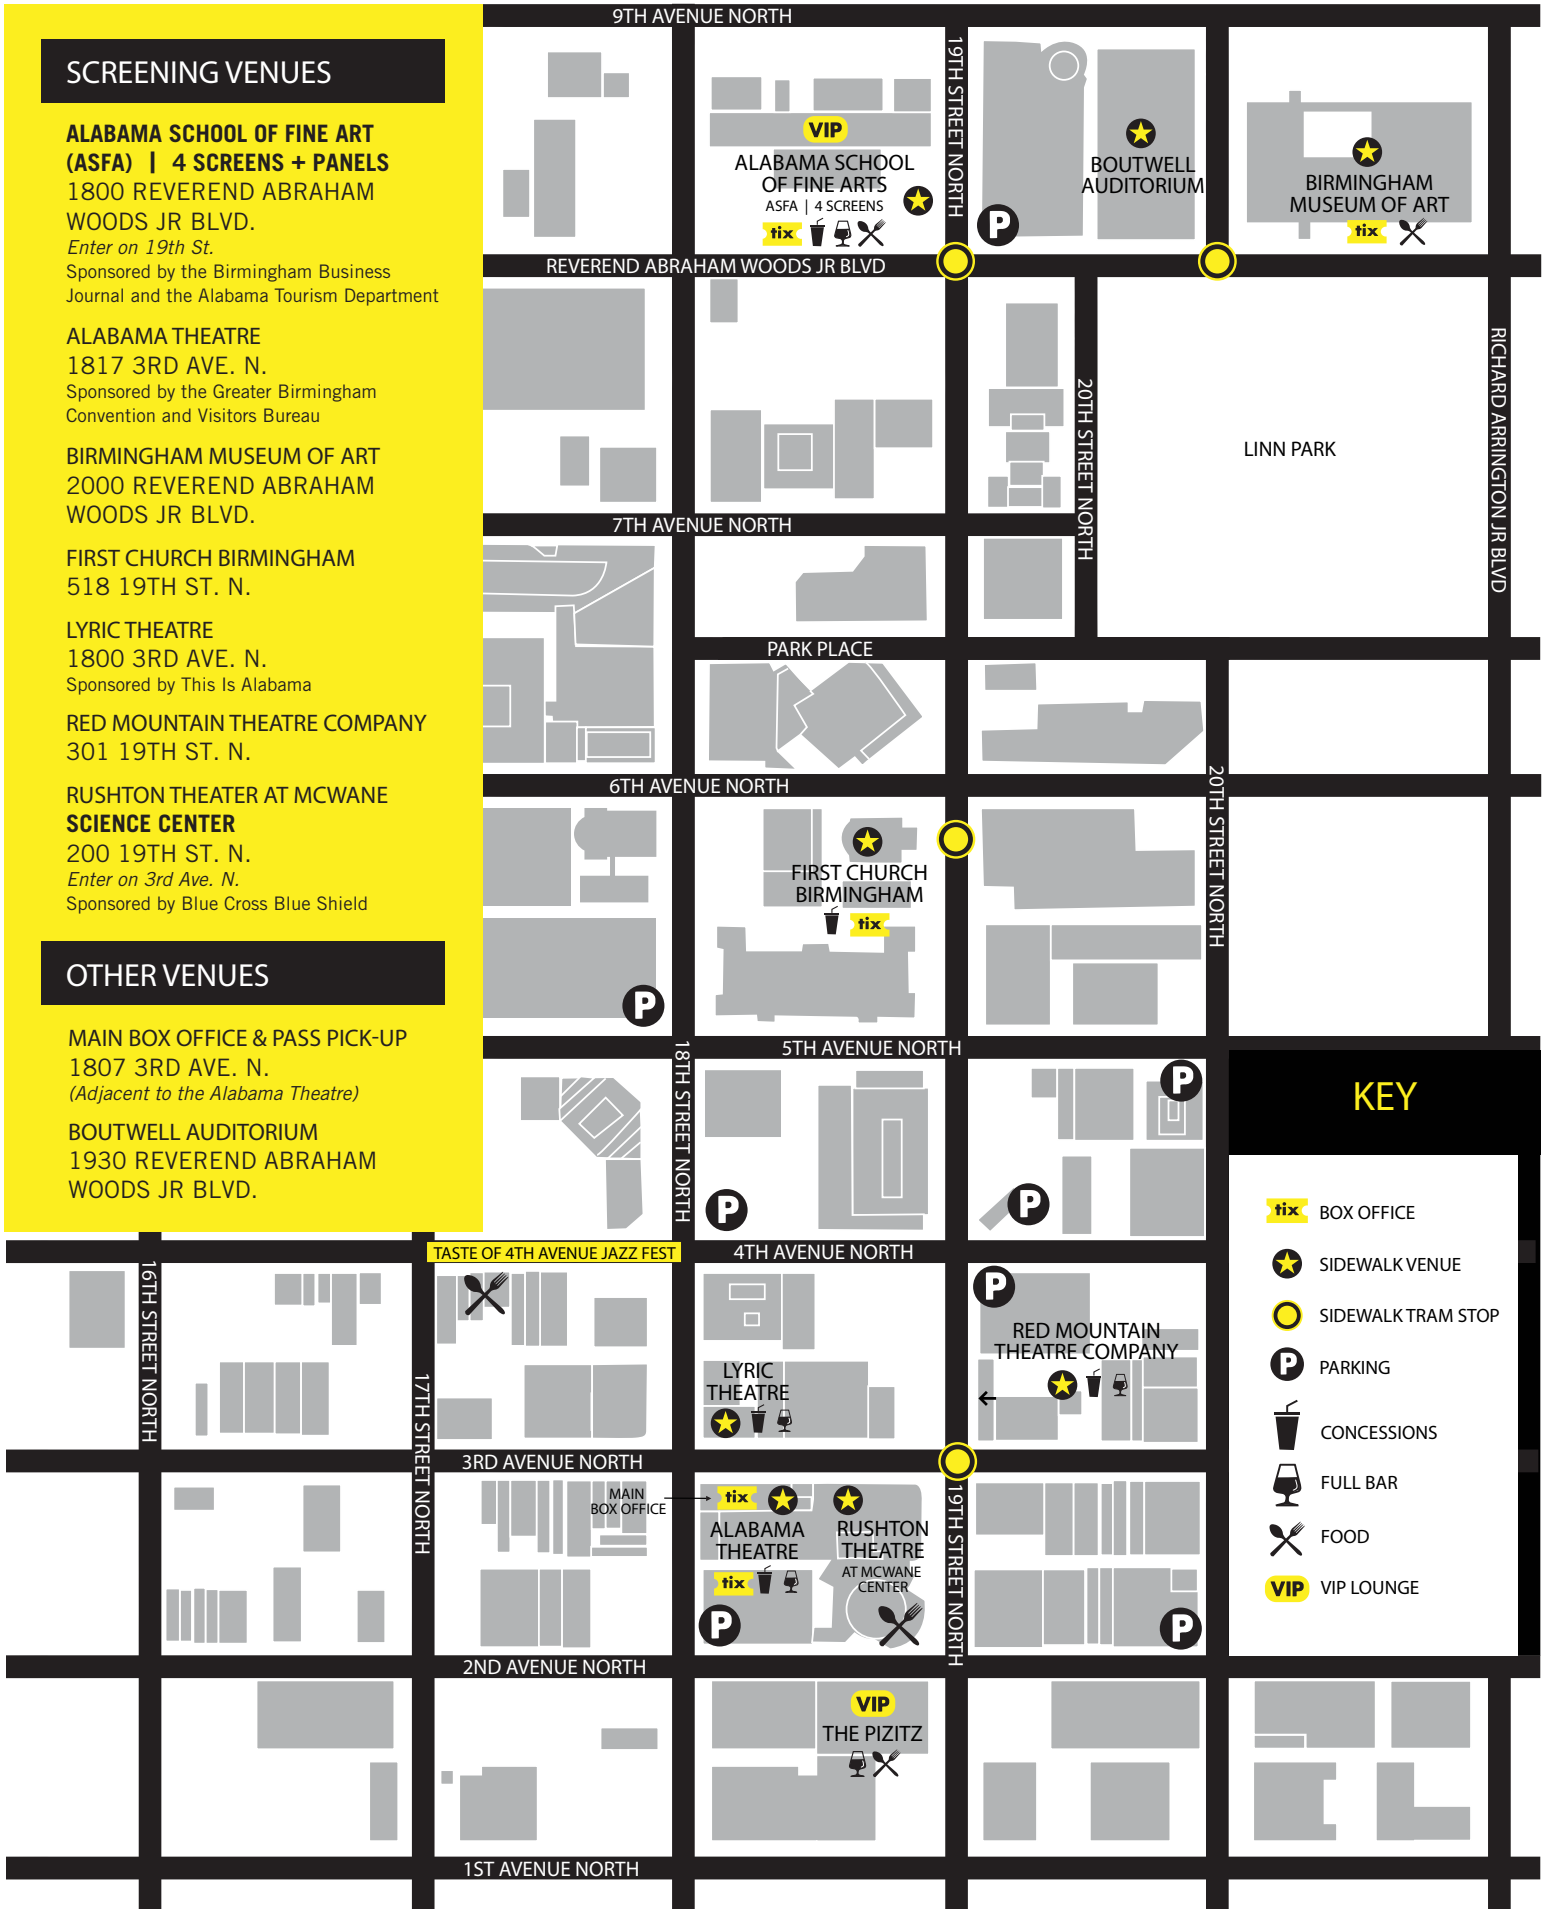 SCREENING VENUES
ALABAMA SCHOOL OF FINE ART
(ASFA) | 4 SCREENS + PANELS
1800 REVEREND ABRAHAM
WOODS JR BLVD.
Enter on 19th St.
Sponsored by the Birmingham Business
Journal and the Alabama Tourism Department
ALABAMA THEATRE
1817 3RD AVE. N.
Sponsored by the Greater Birmingham
Convention and Visitors Bureau
BIRMINGHAM MUSEUM OF ART
2000 REVEREND ABRAHAM
WOODS JR BLVD.
FIRST CHURCH BIRMINGHAM
518 19TH ST. N.
LYRIC THEATRE
1800 3RD AVE. N.
Sponsored by This Is Alabama
RED MOUNTAIN THEATRE COMPANY
301 19TH ST. N.
RUSHTON THEATER AT MCWANE
SCIENCE CENTER
200 19TH ST. N.
Enter on 3rd Ave. N.
Sponsored by Blue Cross Blue Shield
OTHER VENUES
MAIN BOX OFFICE & PASS PICK-UP
1807 3RD AVE. N.
(Adjacent to the Alabama Theatre)
BOUTWELL AUDITORIUM
1930 REVEREND ABRAHAM
WOODS JR BLVD.
9TH AVENUE NORTH
19TH STREET NORTH
VIP
ALABAMA SCHOOL
OF FINE ARTS
ASFA | 4 SCREENS
tix
P
BOUTWELL
AUDITORIUM
BIRMINGHAM
MUSEUM OF ART
tix
REVEREND ABRAHAM WOODS JR BLVD
20TH STREET NORTH
LINN PARK
RICHARD ARRINGTON JR BLVD
7TH AVENUE NORTH
PARK PLACE
6TH AVENUE NORTH
20TH STREET NORTH
FIRST CHURCH
BIRMINGHAM
tix
P
5TH AVENUE NORTH
18TH STREET NORTH
P
P
P
KEY
tix BOX OFFICE
SIDEWALK VENUE
SIDEWALK TRAM STOP
P PARKING
CONCESSIONS
FULL BAR
FOOD
VIP VIP LOUNGE
TASTE OF 4TH AVENUE JAZZ FEST
4TH AVENUE NORTH
16TH STREET NORTH
17TH STREET NORTH
P
RED MOUNTAIN
THEATRE COMPANY
LYRIC
THEATRE
3RD AVENUE NORTH
MAIN
BOX OFFICE
tix
ALABAMA
THEATRE
tix
P
RUSHTON
THEATRE
AT MCWANE
CENTER
19TH STREET NORTH
P
2ND AVENUE NORTH
VIP
THE PIZITZ
1ST AVENUE NORTH